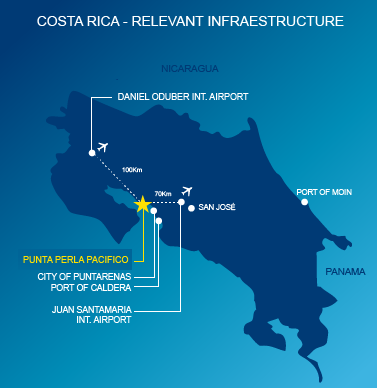 COSTA RICA - RELEVANT INFRAESTRUCTURE
NICARAGUA
DANIEL ODUBER INT. AIRPORT
100Km
70Km
SAN JOSÉ
PORT OF MOIN
PUNTA PERLA PACIFICO
CITY OF PUNTARENAS
PORT OF CALDERA
PANAMA
JUAN SANTAMARIA
INT. AIRPORT